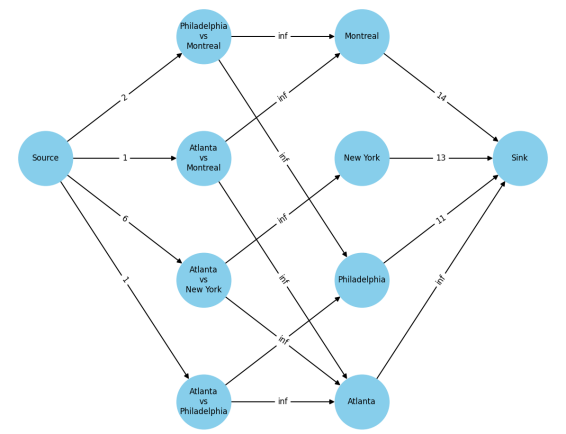 Philadelphia
vs
Montreal
inf
Montreal
2
inf
14
Source
1
Atlanta
vs
Montreal
inf
New York
13
Sink
6
inf
11
1
Atlanta
vs
New York
inf
Philadelphia
inf
inf
Atlanta
vs
Philadelphia
inf
Atlanta